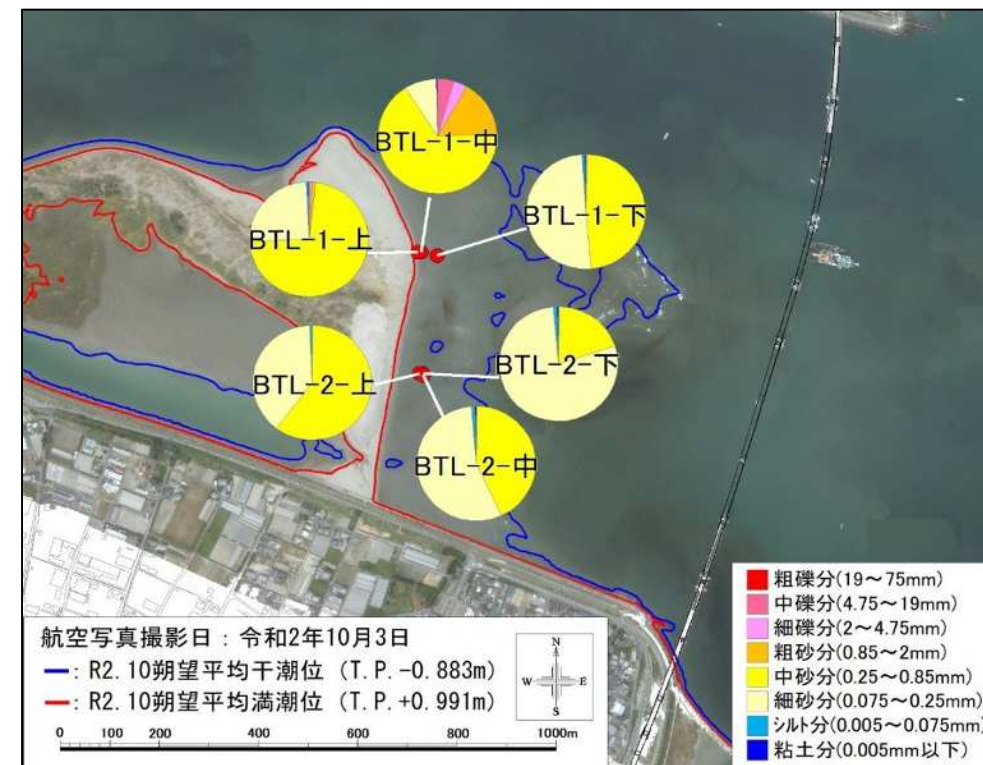 BTL-1-中
BTL-1-下
BTL-1-上
BTL-2-下
BTL-2-上
BTL-2-中
航空写真撮影日：令和2年10月3日
━：R2.10朔望平均干潮位 (T.P.-0.883m)
━：R2.10朔望平均満潮位 (T.P.+0.991m)
N
W E
S
0 200 400 600 800 1000m
粗礫分(19～75mm)
中礫分(4.75～19mm)
細礫分(2～4.75mm)
粗砂分(0.85～2mm)
中砂分(0.25～0.85mm)
細砂分(0.075～0.25mm)
シルト分(0.005～0.075mm)
粘土分(0.005mm以下)